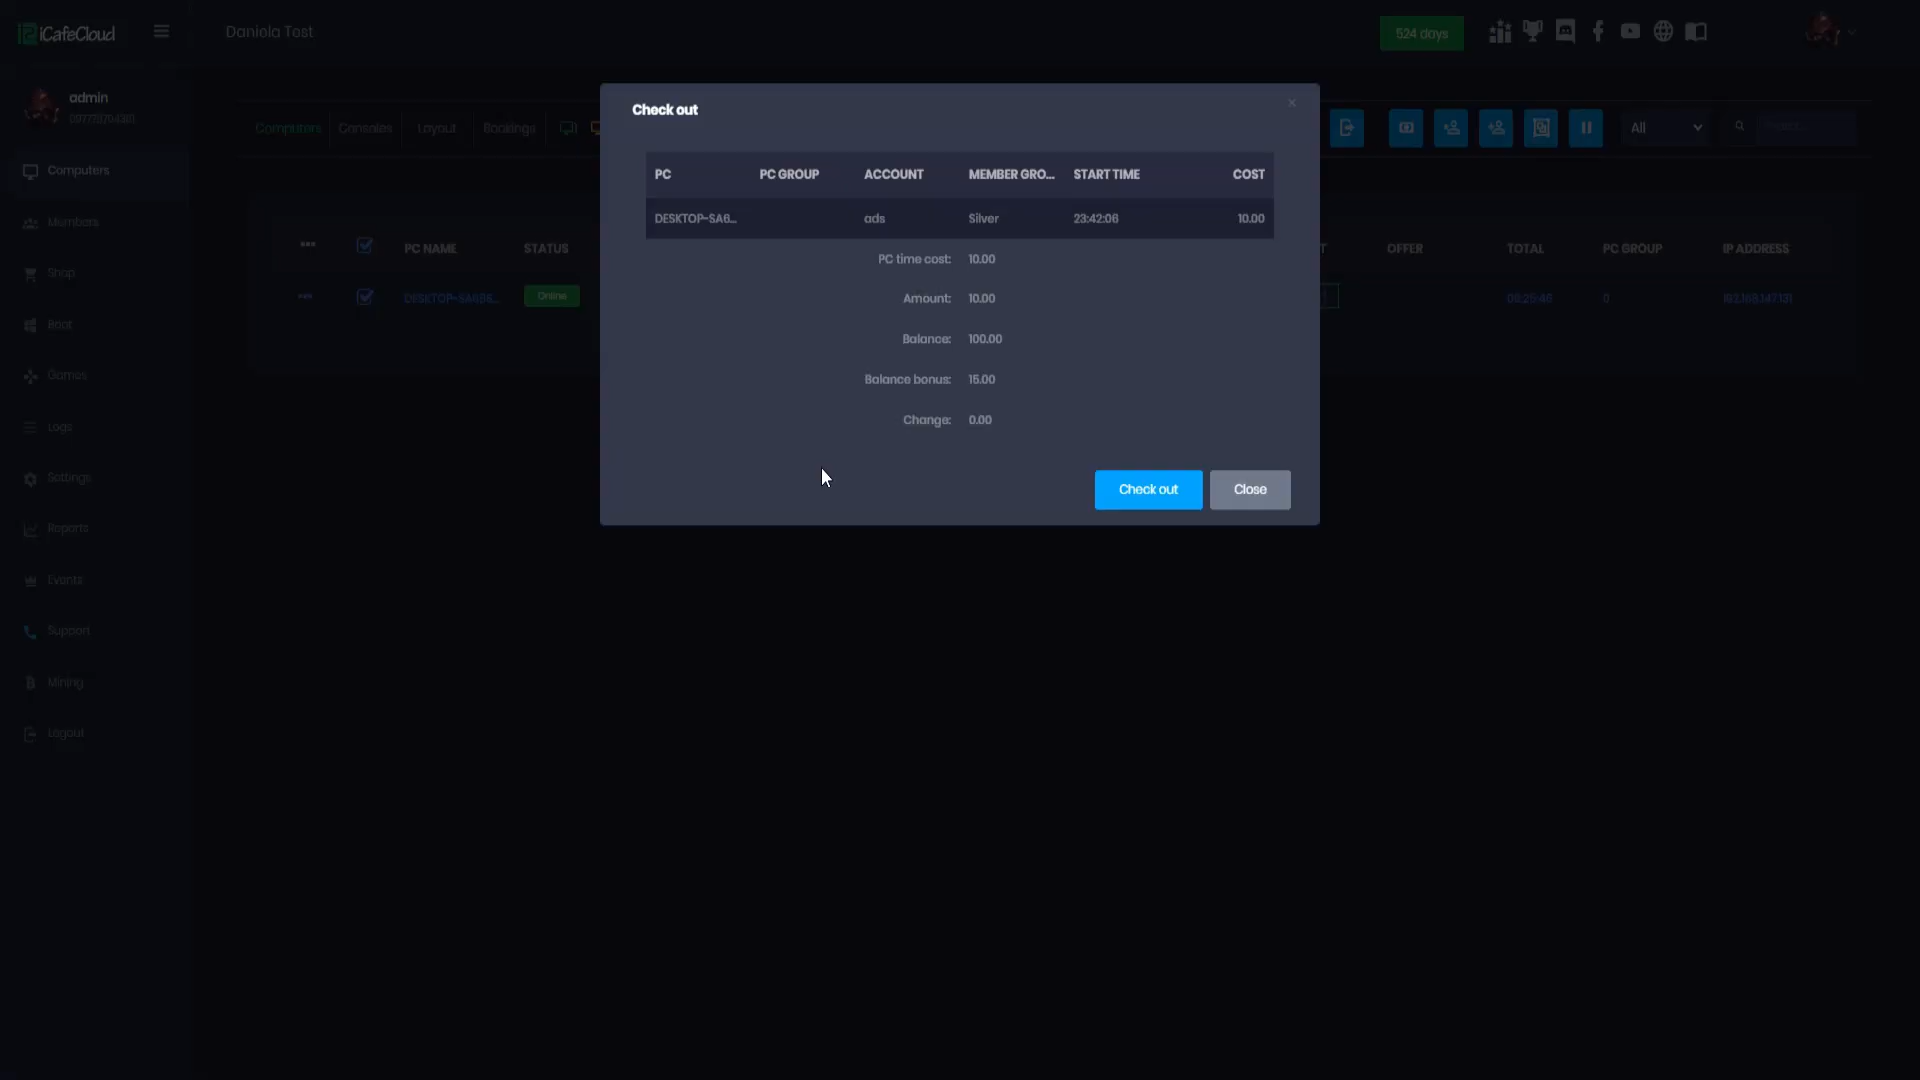 iCafeCloud
Daniela Test
524 days
admin
Computers
Members
Shop
Boot
Games
Logs
Settings
Reports
Events
Support
Mining
Logout
Computers Consoles Layout Bookings
All
PC NAME STATUS OFFER TOTAL PC GROUP IP ADDRESS
Online 0
Check out
×
PC PC GROUP ACCOUNT MEMBER GRO... START TIME COST
DESKTOP-SA6... ads Silver 23:42:06 10.00
PC time cost: 10.00
Amount: 10.00
Balance: 100.00
Balance bonus: 15.00
Change: 0.00
Check out Close